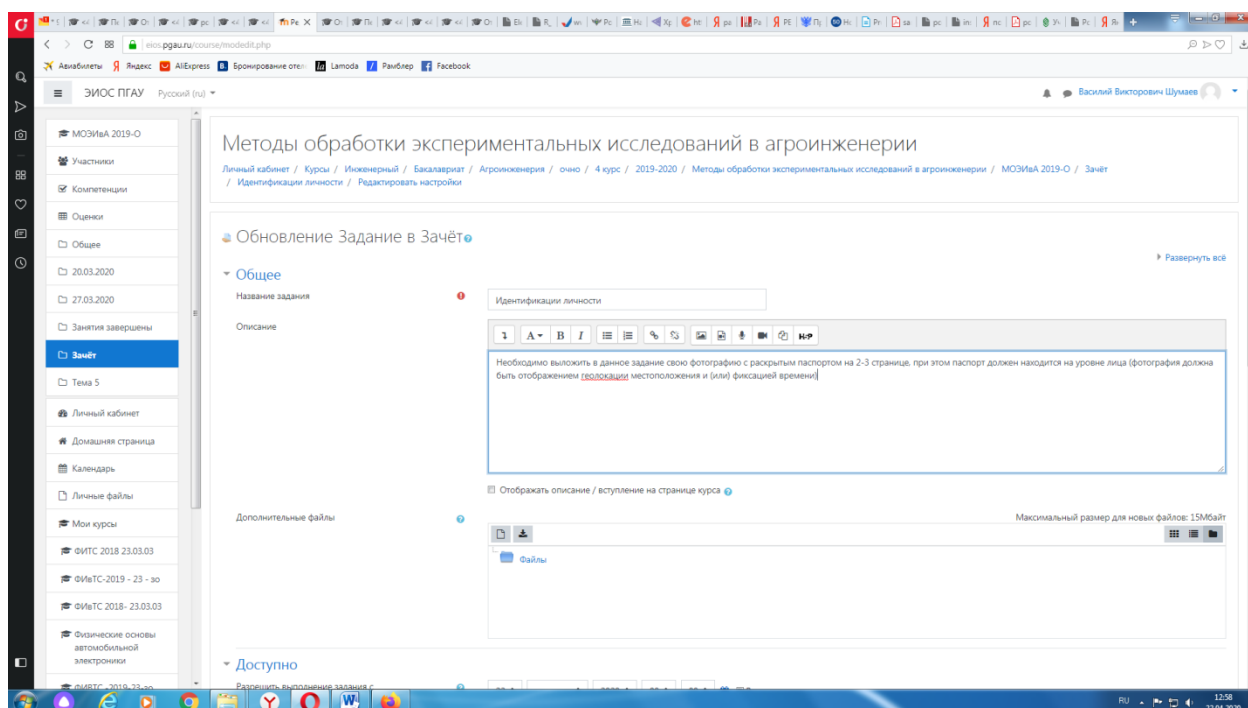 eios.pgau.ru/course/modedit.php
Авиабилеты Яндекс AliExpress Бронирование отел Lamoda Рамблер Facebook
ЭИОС ПГАУ Русский (ru)
Василий Викторович Шумаев
МОЭИвА 2019-О
Участники
Компетенции
Оценки
Общее
20.03.2020
27.03.2020
Занятия завершены
Зачёт
Тема 5
Личный кабинет
Домашняя страница
Календарь
Личные файлы
Мои курсы
ФИТС 2018 23.03.03
ФИвТС-2019 - 23 - зо
ФИвТС 2018- 23.03.03
Физические основы
автомобильной
электроники
Методы обработки экспериментальных исследований в агроинженерии
Личный кабинет / Курсы / Инженерный / Бакалавриат / Агроинженерия / очно / 4 курс / 2019-2020 / Методы обработки экспериментальных исследований в агроинженерии / МОЭИвА 2019-О / Зачёт
/ Идентификации личности / Редактировать настройки
Обновление Задание в Зачёт
Развернуть всё
Общее
Название задания
Идентификации личности
Описание
Необходимо выложить в данное задание свою фотографию с раскрытым паспортом на 2-3 странице, при этом паспорт должен находится на уровне лица (фотография должна
быть отображением геолокации местоположения и (или) фиксацией времени)
Отображать описание / вступление на странице курса
Дополнительные файлы
Максимальный размер для новых файлов: 15Мбайт
Файлы
Доступно
Разрешить выполнение задания с
RU
12:58